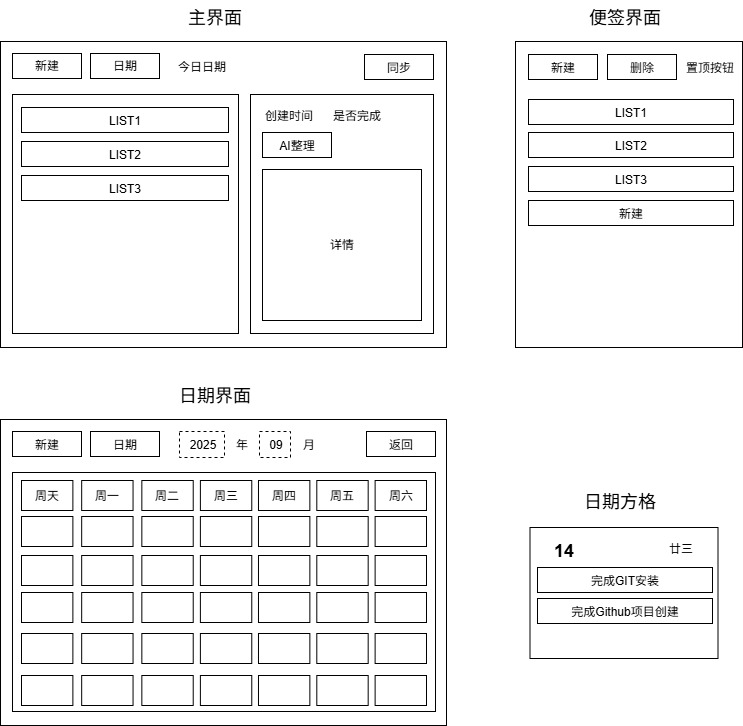 主界面
新建
日期
今日日期
同步
LIST1
LIST2
LIST3
创建时间
是否完成
AI整理
详情
便签界面
新建
删除
置顶按钮
LIST1
LIST2
LIST3
新建
日期界面
新建
日期
2025
年
09
月
返回
周天
周一
周二
周三
周四
周五
周六
日期方格
14
廿三
完成GIT安装
完成Github项目创建